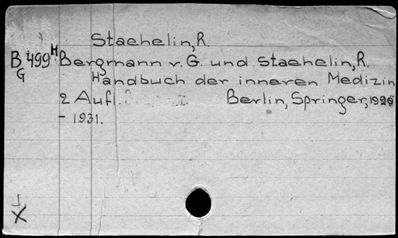 Staehelin, R.
B 499 H Bergmann v. G. und Staehelin, R.
G Handbuch der inneren Medizin
2 Aufl. Berlin, Springer, 1926
- 1931.
X